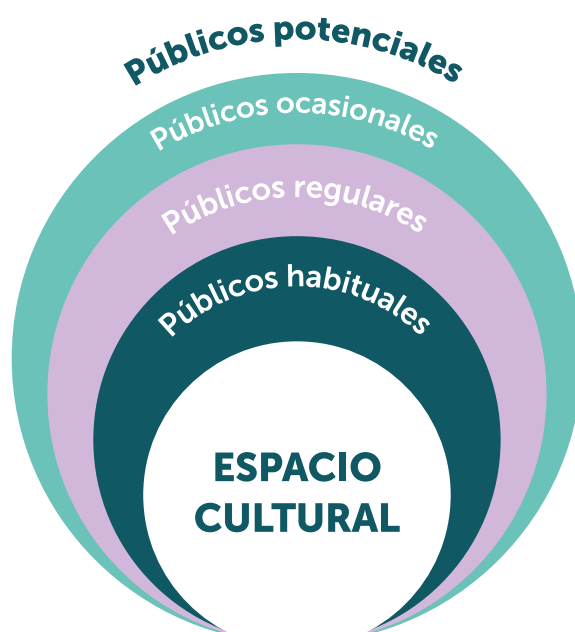 Públicos potenciales
Públicos ocasionales
Públicos regulares
Públicos habituales
ESPACIO
CULTURAL